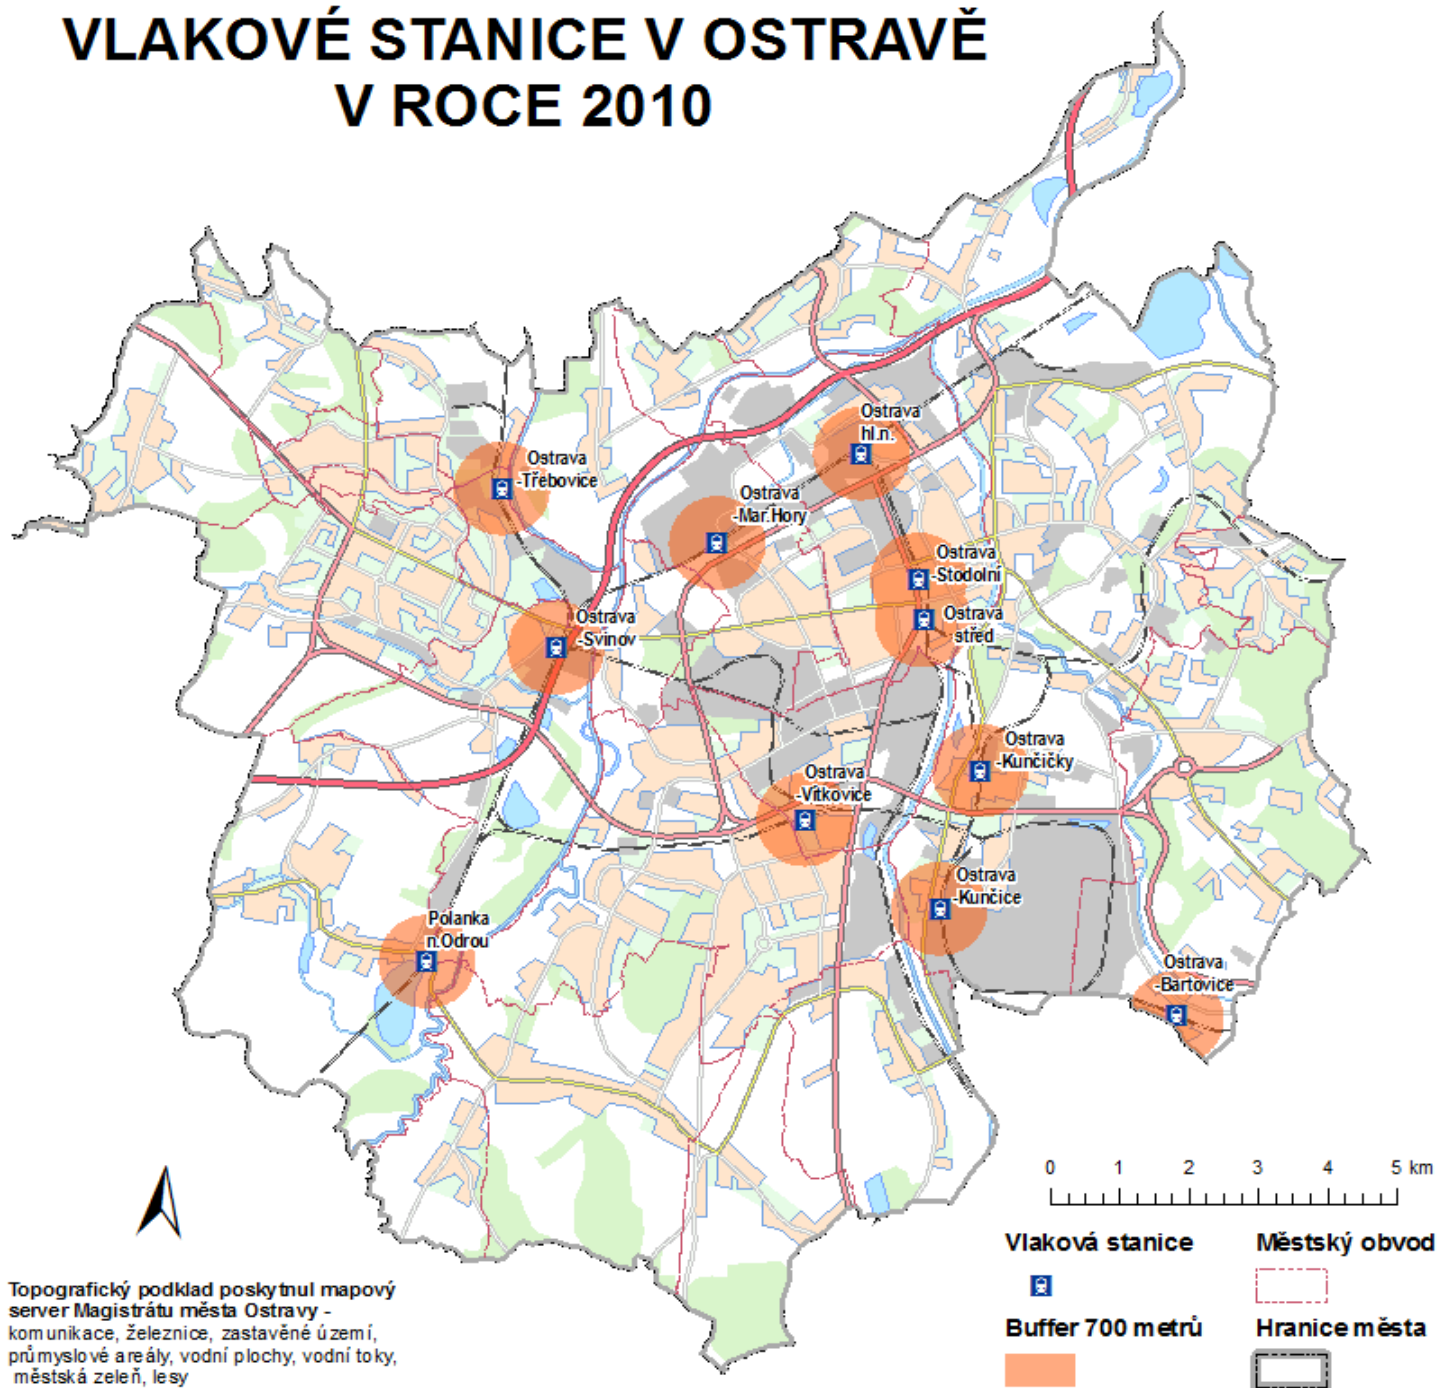 VLAKOVÉ STANICE V OSTRAVĚ
V ROCE 2010
Ostrava
hl.n.
Ostrava
-Třebovice
Ostrava
-Mar.Hory
Ostrava
-Stodolní
Ostrava
střed
Ostrava
-Svinov
Ostrava
-Kunčičky
Ostrava
-Vítkovice
Ostrava
-Kunčice
Polanka
n.Odrou
Ostrava
-Bartovice
0 1 2 3 4 5 km
Vlaková stanice
Městský obvod
Buffer 700 metrů
Hranice města
Topografický podklad poskytnul mapový
server Magistrátu města Ostravy -
komunikace, železnice, zastavěné území,
průmyslové areály, vodní plochy, vodní toky,
městská zeleň, lesy